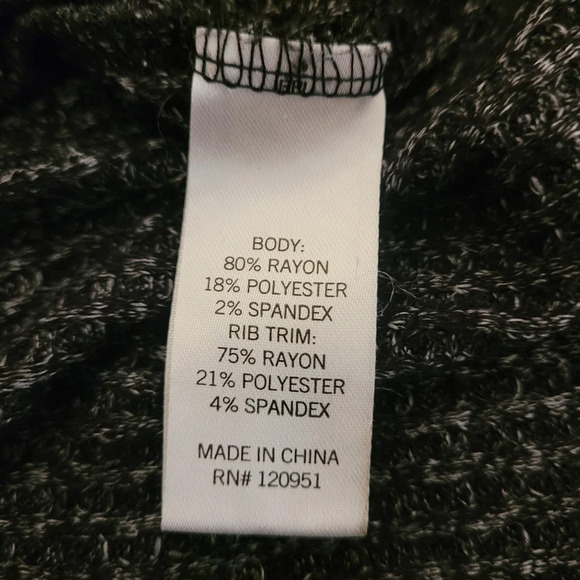 BODY:
80% RAYON
18% POLYESTER
2% SPANDEX
RIB TRIM:
75% RAYON
21% POLYESTER
4% SPANDEX
MADE IN CHINA
RN# 120951